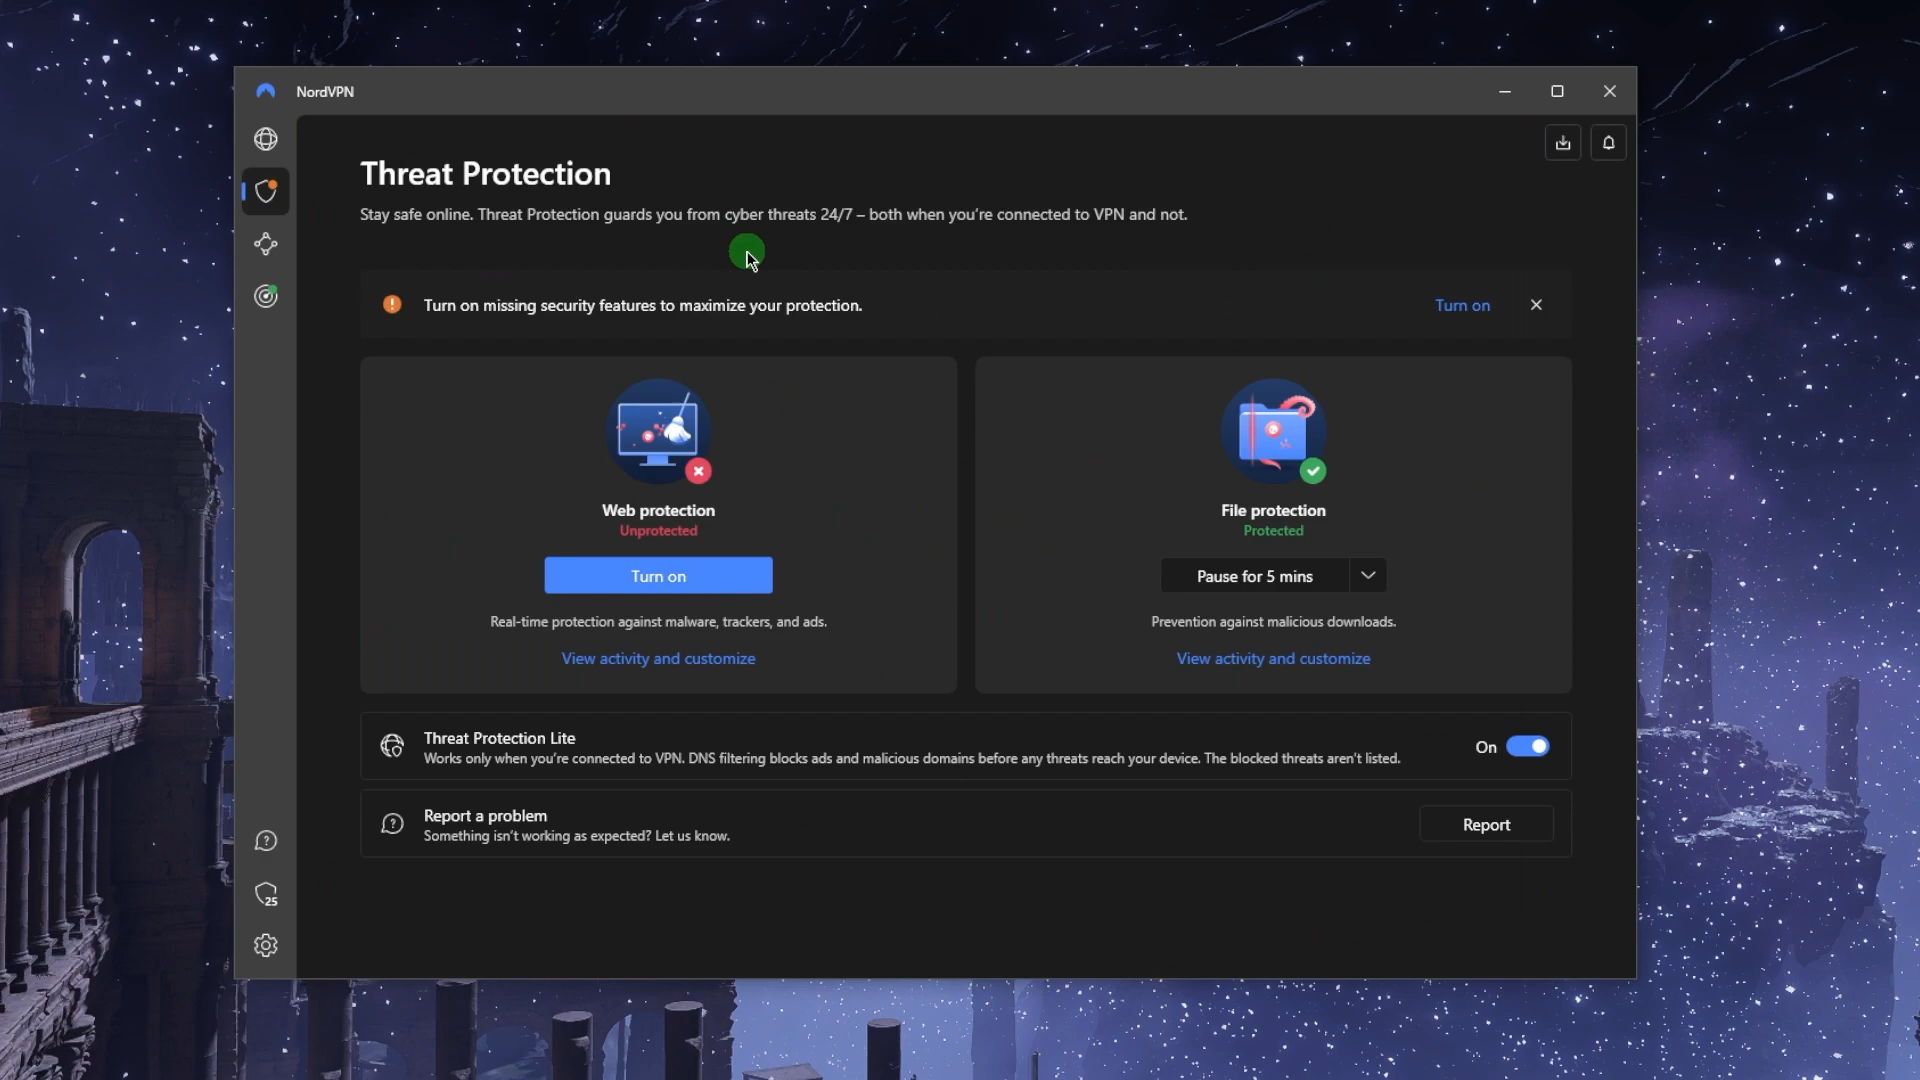 NordVPN
Threat Protection
Stay safe online. Threat Protection guards you from cyber threats 24/7 – both when you're connected to VPN and not.
Turn on missing security features to maximize your protection.
Turn on
Web protection
Unprotected
Turn on
Real-time protection against malware, trackers, and ads.
View activity and customize
File protection
Protected
Pause for 5 mins
Prevention against malicious downloads.
View activity and customize
Threat Protection Lite
Works only when you're connected to VPN. DNS filtering blocks ads and malicious domains before any threats reach your device. The blocked threats aren't listed.
On
Report a problem
Something isn't working as expected? Let us know.
Report
25